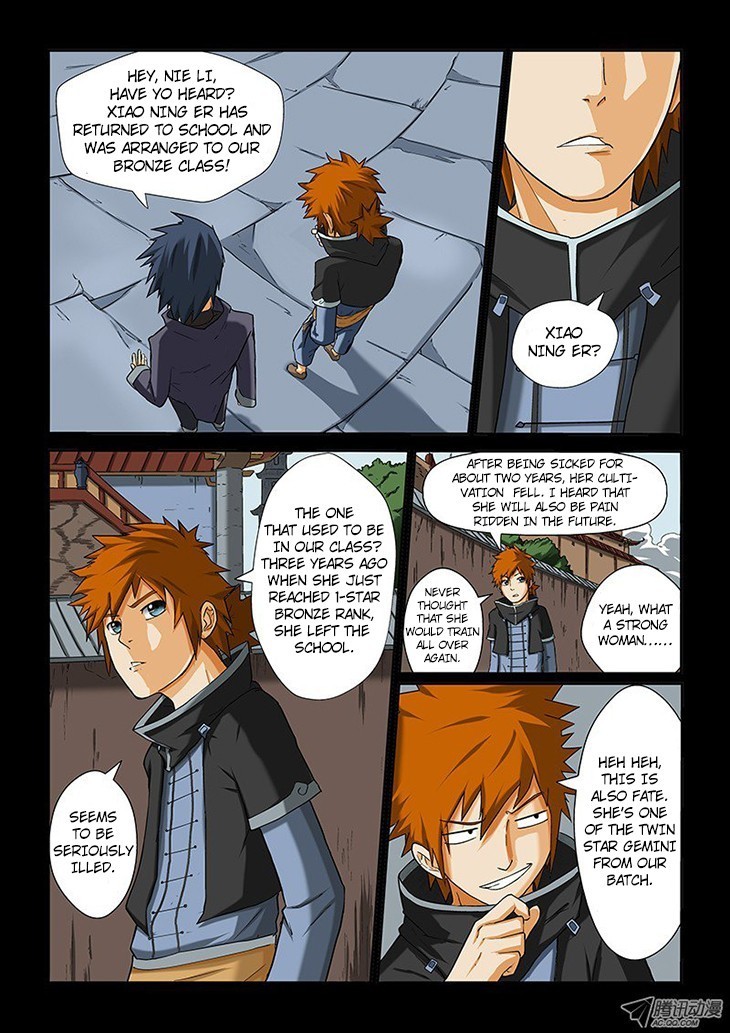 HEY, NIE LI,
HAVE YO HEARD?
XIAO NING ER HAS
RETURNED TO SCHOOL AND
WAS ARRANGED TO OUR
BRONZE CLASS!
XIAO
NING ER?
THE ONE
THAT USED TO BE
IN OUR CLASS?
THREE YEARS AGO
WHEN SHE JUST
REACHED 1-STAR
BRONZE RANK,
SHE LEFT THE
SCHOOL.
SEEMS
TO BE
SERIOUSLY
ILLED.
AFTER BEING SICKED FOR
ABOUT TWO YEARS, HER CULTI-
VATION FELL. I HEARD THAT
SHE WILL ALSO BE PAIN
RIDDEN IN THE FUTURE.
NEVER
THOUGHT
THAT SHE
WOULD TRAIN
ALL OVER
AGAIN.
YEAH, WHAT
A STRONG
WOMAN......
HEH HEH,
THIS IS
ALSO FATE.
SHE'S ONE
OF THE TWIN
STAR GEMINI
FROM OUR
BATCH.
腾讯动漫
AC.QQ.COM